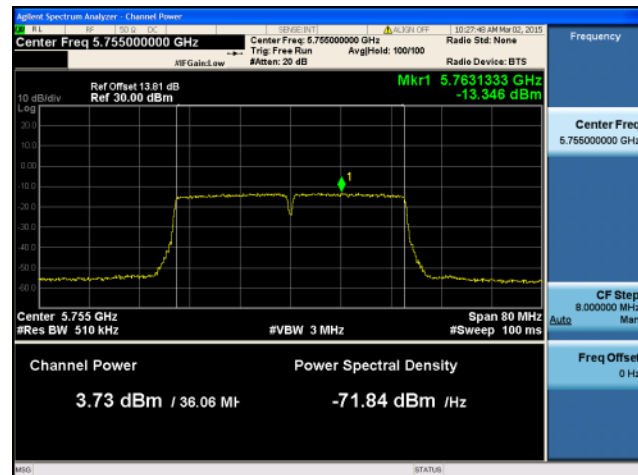 Agilent Spectrum Analyzer - Channel Power
RL RF 50 Ω DC SENSE:INT ALIGN OFF 10:27:48 AM Mar 02, 2015
Center Freq 5.755000000 GHz Center Freq: 5.755000000 GHz Radio Std: None Frequency
Trig: Free Run Avg|Hold: 100/100
#IFGain:Low #Atten: 20 dB Radio Device: BTS
Mkr1 5.7631333 GHz
-13.346 dBm
Ref Offset 13.81 dB
10 dB/div Ref 30.00 dBm
Log
20.0
10.0
0.00
-10.0
-20.0
-30.0
-40.0
-50.0
-60.0
1
Center Freq
5.755000000 GHz
Center 5.755 GHz Span 80 MHz
#Res BW 510 kHz #VBW 3 MHz #Sweep 100 ms
CF Step
8.000000 MHz
Auto Man
Freq Offset
0 Hz
Channel Power Power Spectral Density
3.73 dBm / 36.06 MH -71.84 dBm /Hz
MSG STATUS